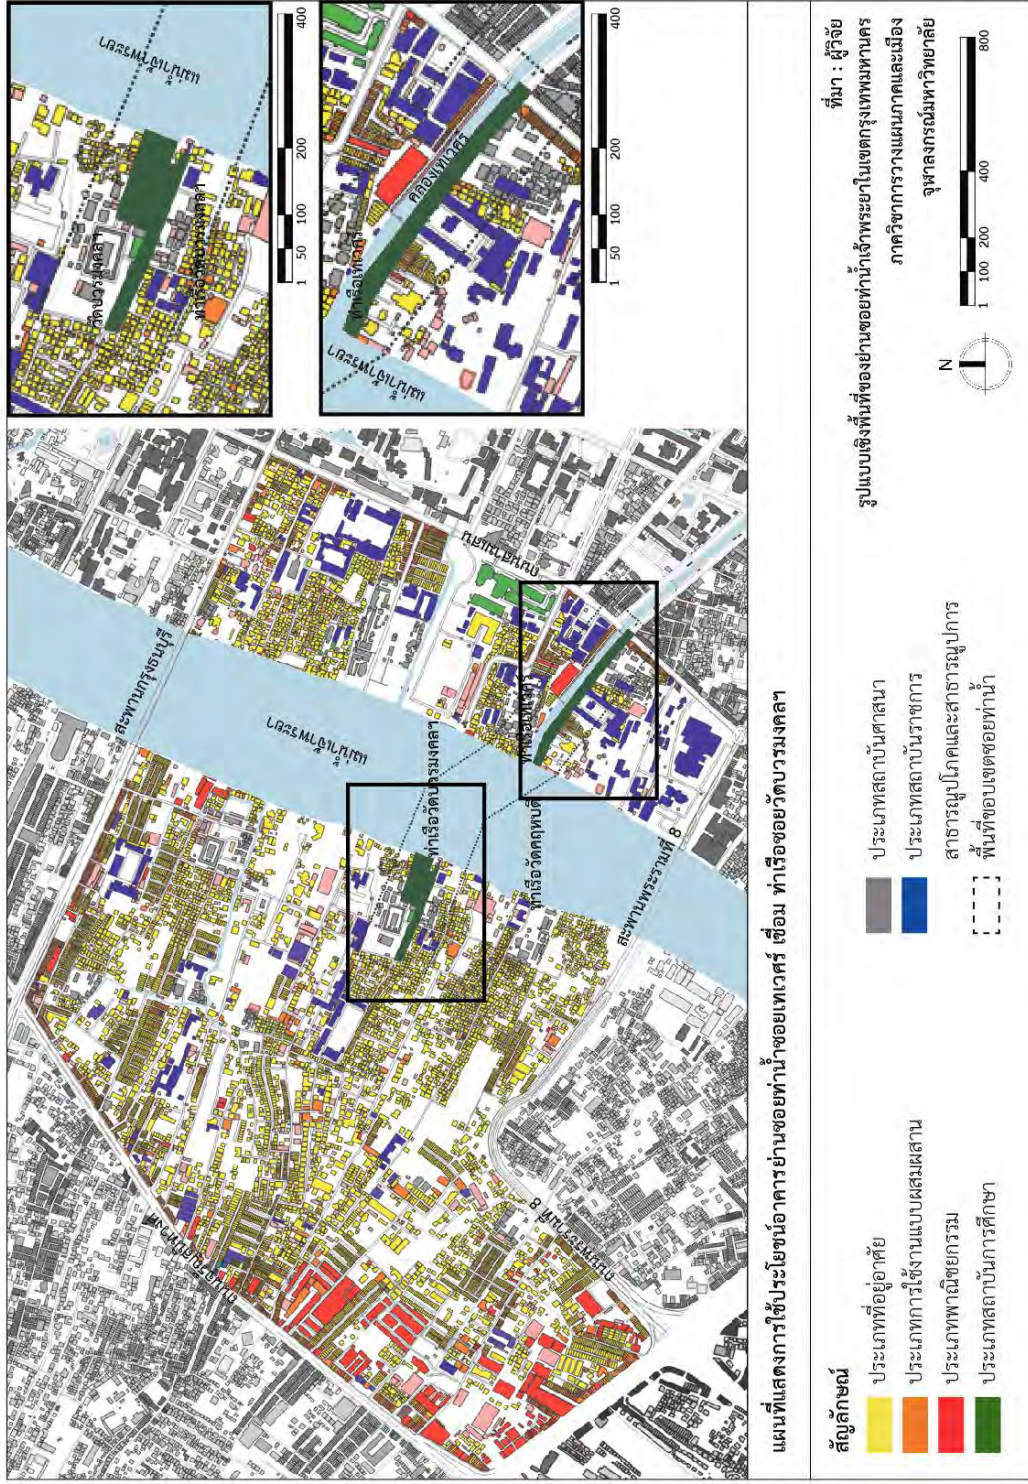 สะพานกรุงธนบุรี
แม่น้ำเจ้าพระยา
ถนนสามเสน
ท่าเรือวัดบวรมงคลฯ
ท่าเรือเทเวศร์
ท่าเรือวัดคฤหบดี
สะพานพระรามที่ 8
ถนนพระรามที่ 8
แม่น้ำเจ้าพระยา
วัดบวรมงคลฯ
ท่าเรือวัดบวรมงคลฯ
1 50 100 200 400
ท่าเรือเทเวศร์
คลองเทเวศร์
แม่น้ำเจ้าพระยา
1 50 100 200 400
แผนที่แสดงการใช้ประโยชน์อาคารย่านซอยท่าน้ำซอยเทเวศร์ เชื่อม ท่าเรือซอยวัดบวรมงคลฯ
สัญลักษณ์
ประเภทที่อยู่อาศัย
ประเภทการใช้งานแบบผสมผสาน
ประเภทพาณิชยกรรม
ประเภทสถาบันการศึกษา
ประเภทสถาบันศาสนา
ประเภทสถาบันราชการ
สาธารณูปโภคและสาธารณูปการ
พื้นที่ขอบเขตซอยท่าน้ำ
ที่มา : ผู้วิจัย
รูปแบบเชิงพื้นที่ของย่านซอยท่าน้ำเจ้าพระยาในเขตกรุงเทพมหานคร
ภาควิชาการวางแผนภาคและเมือง
จุฬาลงกรณ์มหาวิทยาลัย
N
1 100 200 400 800